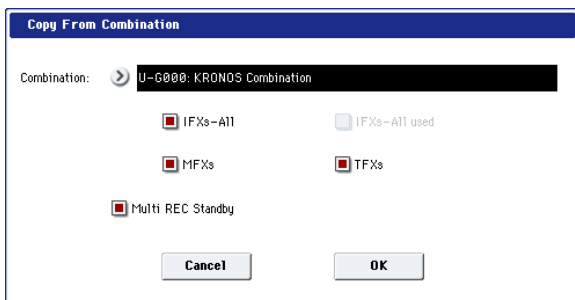 Copy From Combination
Combination: U-G000: KRONOS Combination
IFXs-All IFXs-All used
MFXs TFXs
Multi REC Standby
Cancel OK